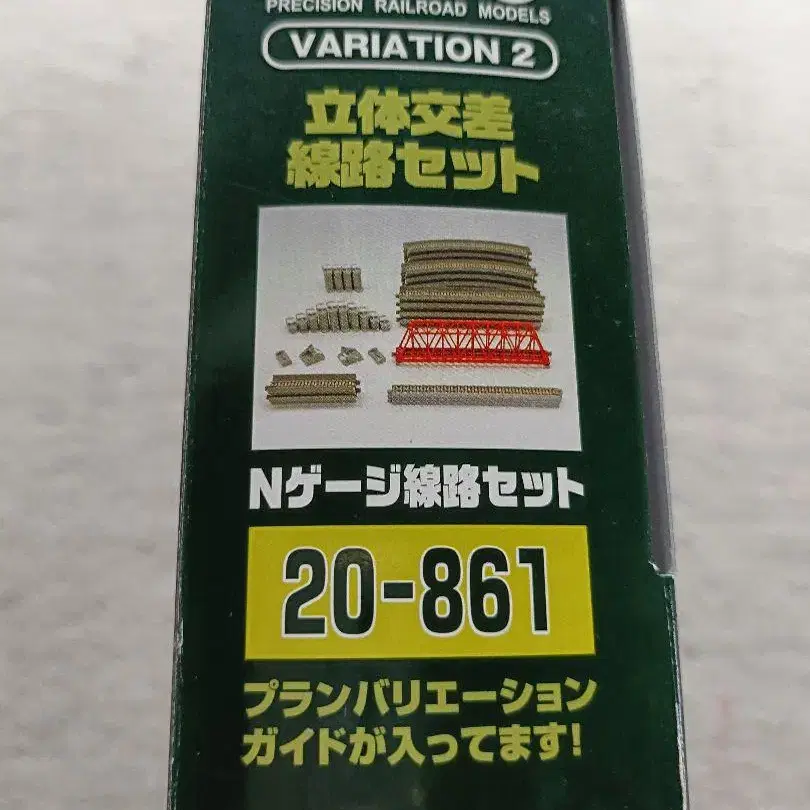 PRECISION RAILROAD MODELS
VARIATION 2
立体交差
線路セット
Nゲージ線路セット
20-861
プランバリエーション
ガイドが入ってます!